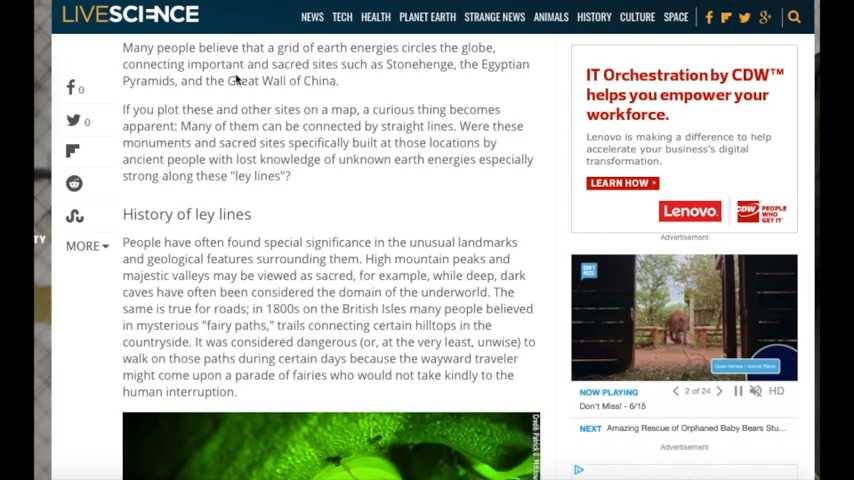 LIVESCIENCE
NEWS TECH HEALTH PLANET EARTH STRANGE NEWS ANIMALS HISTORY CULTURE SPACE
Many people believe that a grid of earth energies circles the globe,
connecting important and sacred sites such as Stonehenge, the Egyptian
Pyramids, and the Great Wall of China.
0
0
If you plot these and other sites on a map, a curious thing becomes
apparent: Many of them can be connected by straight lines. Were these
monuments and sacred sites specifically built at those locations by
ancient people with lost knowledge of unknown earth energies especially
strong along these "ley lines"?
History of ley lines
TY
MORE
People have often found special significance in the unusual landmarks
and geological features surrounding them. High mountain peaks and
majestic valleys may be viewed as sacred, for example, while deep, dark
caves have often been considered the domain of the underworld. The
same is true for roads; in 1800s on the British Isles many people believed
in mysterious "fairy paths," trails connecting certain hilltops in the
countryside. It was considered dangerous (or, at the very least, unwise) to
walk on those paths during certain days because the wayward traveler
might come upon a parade of fairies who would not take kindly to the
human interruption.
IT Orchestration by CDW™
helps you empower your
workforce.
Lenovo is making a difference to help
accelerate your business's digital
transformation.
LEARN HOW >
Lenovo.
CDW PEOPLE
WHO
GET IT
Advertisement
NOW PLAYING
2 of 24
HD
Don't Miss! - 6/15
NEXT Amazing Rescue of Orphaned Baby Bears Stu...
Advertisement